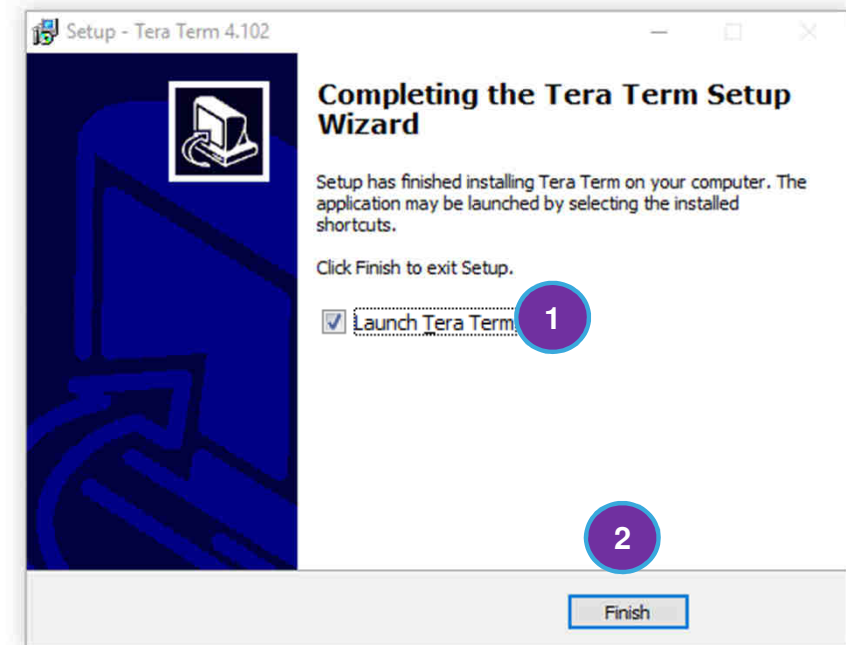 Setup - Tera Term 4.102
Completing the Tera Term Setup
Wizard
Setup has finished installing Tera Term on your computer. The
application may be launched by selecting the installed
shortcuts.
Click Finish to exit Setup.
Launch Tera Term
1
2
Finish